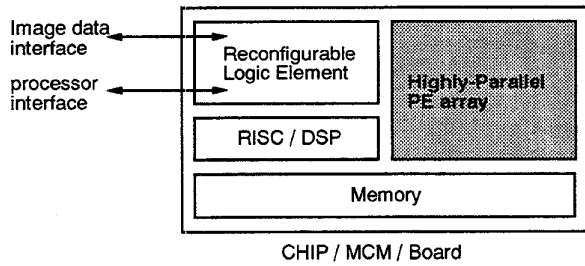 Image data
interface
processor
interface
Reconfigurable
Logic Element
Highly-Parallel
PE array
RISC / DSP
Memory
CHIP / MCM / Board